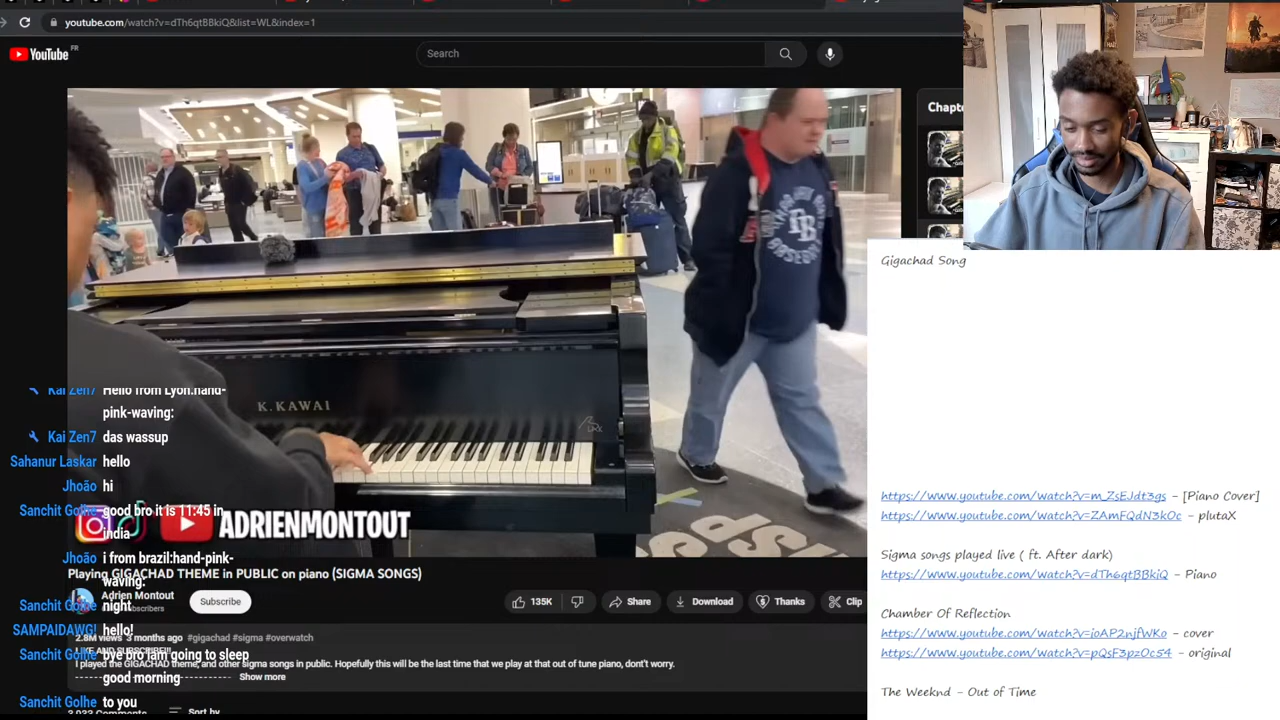 youtube.com/watch?v=dTh6qtBBkiQ&list=WL&index=1
YouTube FR
Search
Chapte
K.KAWAI
TB
BASEBALL
ADRIENMONTOUT
Kai Zen7 Hello from Lyon:hand-
pink-waving:
Kai Zen7 das wassup
Sahanur Laskar hello
Jhoão hi
Sanchit Golhe good bro it is 11:45 in
india
Jhoão i from brazil:hand-pink-
waving:
Sanchit Golhe night
SAMPAIDAWG! hello!
Sanchit Golhe bye bro iam going to sleep
good morning
Sanchit Golhe to you
Playing GIGACHAD THEME in PUBLIC on piano (SIGMA SONGS)
Adrien Montout
Subscribe
135K
Share
Download
Thanks
Clip
2.8M views 3 months ago #gigachad #sigma #overwatch
LIKE AND SUBSCRIBE!!!
I played the GIGACHAD theme, and other sigma songs in public. Hopefully this will be the last time that we play at that out of tune piano, don't worry.
Show more
Comments
Sort by
Gigachad Song
https://www.youtube.com/watch?v=m_ZsEJdt3gs - [Piano Cover]
https://www.youtube.com/watch?v=ZAmFQdN3kOc - plutaX
Sigma songs played live ( ft. After dark)
https://www.youtube.com/watch?v=dTh6qtBBkiQ - Piano
Chamber Of Reflection
https://www.youtube.com/watch?v=ioAP2njfWKo - cover
https://www.youtube.com/watch?v=pQsF3pzOc54 - original
The Weeknd - Out of Time